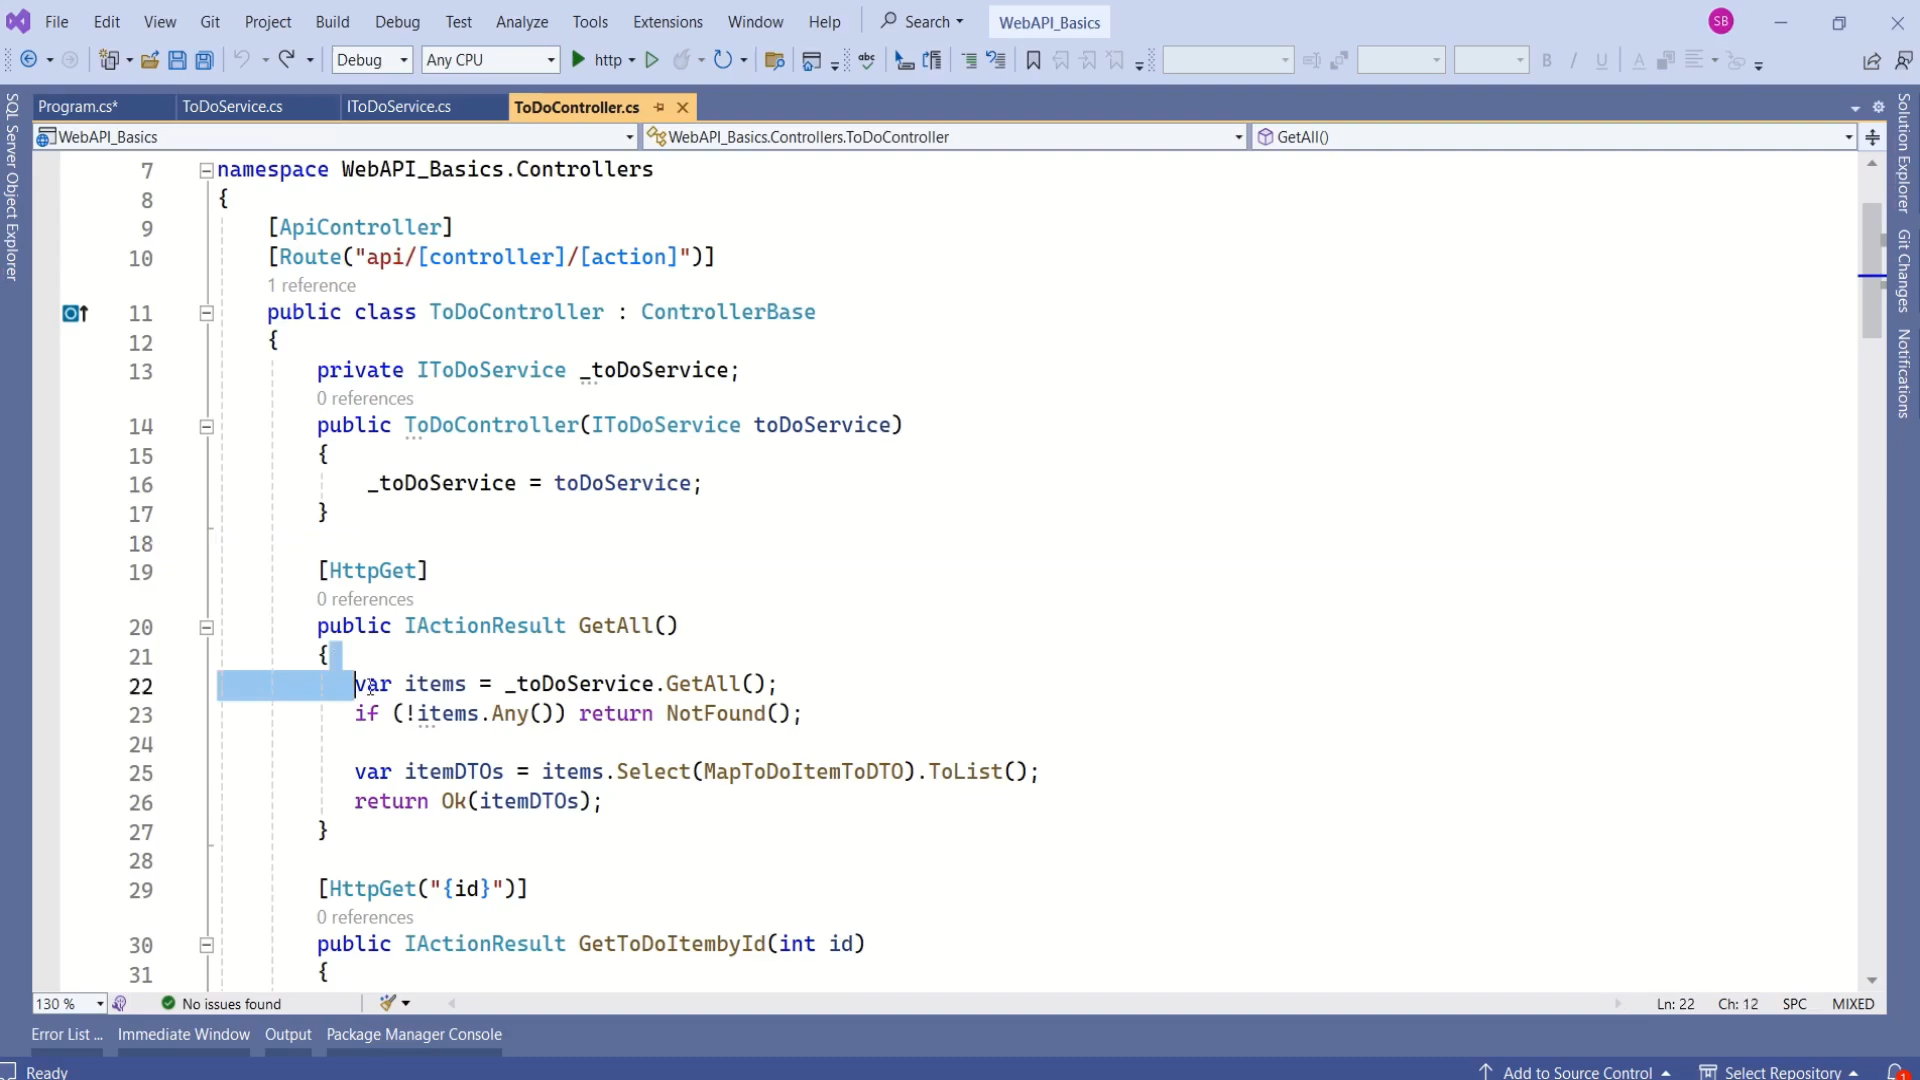 File Edit View Git Project Build Debug Test Analyze Tools Extensions Window Help Search WebAPI_Basics SB
Debug Any CPU http
Program.cs* ToDoService.cs IToDoService.cs ToDoController.cs
WebAPI_Basics WebAPI_Basics.Controllers.ToDoController GetAll()
SQL Server Object Explorer
Solution Explorer
Git Changes
Notifications
7 namespace WebAPI_Basics.Controllers
8 {
9 [ApiController]
10 [Route("api/[controller]/[action]")]
1 reference
11 public class ToDoController : ControllerBase
12 {
13 private IToDoService _toDoService;
0 references
14 public ToDoController(IToDoService toDoService)
15 {
16 _toDoService = toDoService;
17 }
18
19 [HttpGet]
0 references
20 public IActionResult GetAll()
21 {
22 var items = _toDoService.GetAll();
23 if (!items.Any()) return NotFound();
24
25 var itemDTOs = items.Select(MapToDoItemToDTO).ToList();
26 return Ok(itemDTOs);
27 }
28
29 [HttpGet("{id}")]
0 references
30 public IActionResult GetToDoItembyId(int id)
31 {
130 % No issues found Ln: 22 Ch: 12 SPC MIXED
Error List ... Immediate Window Output Package Manager Console
Ready Add to Source Control Select Repository 1